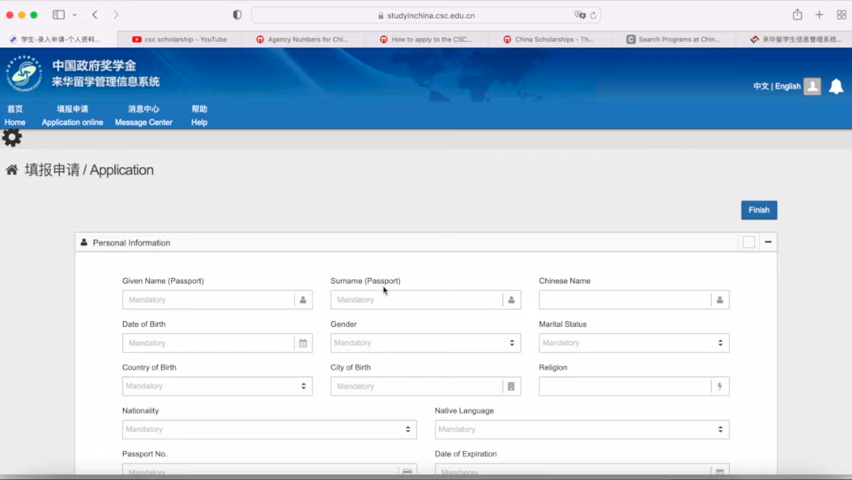 studyinchina.csc.edu.cn
学生-录入申请-个人资料...
csc scholarship - YouTube
Agency Numbers for Chi...
How to apply to the CSC...
China Scholarships - Th...
Search Programs at Chin...
来华留学生信息管理系统...
中国政府奖学金
来华留学管理信息系统
中文 | English
首页 填报申请 消息中心 帮助
Home Application online Message Center Help
填报申请 / Application
Finish
Personal Information
Given Name (Passport) Surname (Passport) Chinese Name
Mandatory Mandatory
Date of Birth Gender Marital Status
Mandatory Mandatory Mandatory
Country of Birth City of Birth Religion
Mandatory Mandatory
Nationality Native Language
Mandatory Mandatory
Passport No. Date of Expiration
Mandatory Mandatory